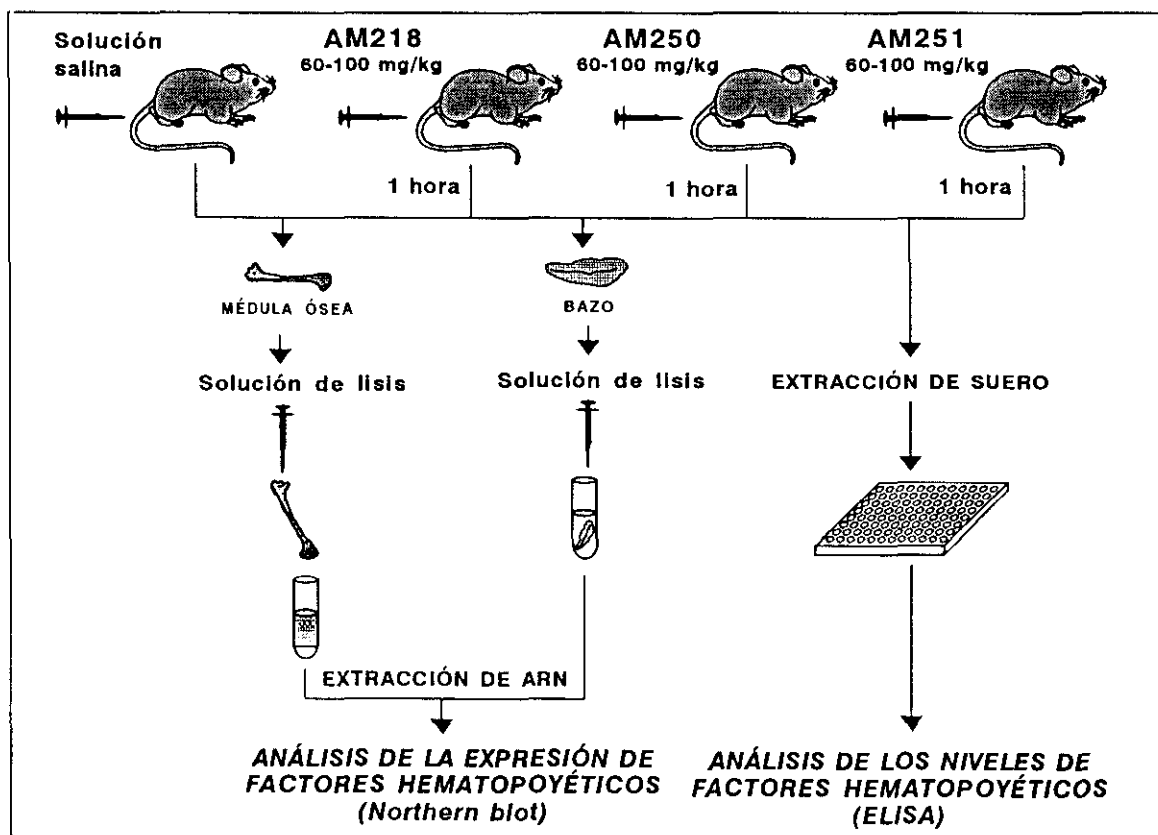 Solución
salina
AM218
60-100 mg/kg
AM250
60-100 mg/kg
AM251
60-100 mg/kg
1 hora
1 hora
1 hora
MÉDULA ÓSEA
BAZO
Solución de lisis
Solución de lisis
EXTRACCIÓN DE SUERO
EXTRACCIÓN DE ARN
ANÁLISIS DE LA EXPRESIÓN DE
FACTORES HEMATOPOYÉTICOS
(Northern blot)
ANÁLISIS DE LOS NIVELES DE
FACTORES HEMATOPOYÉTICOS
(ELISA)